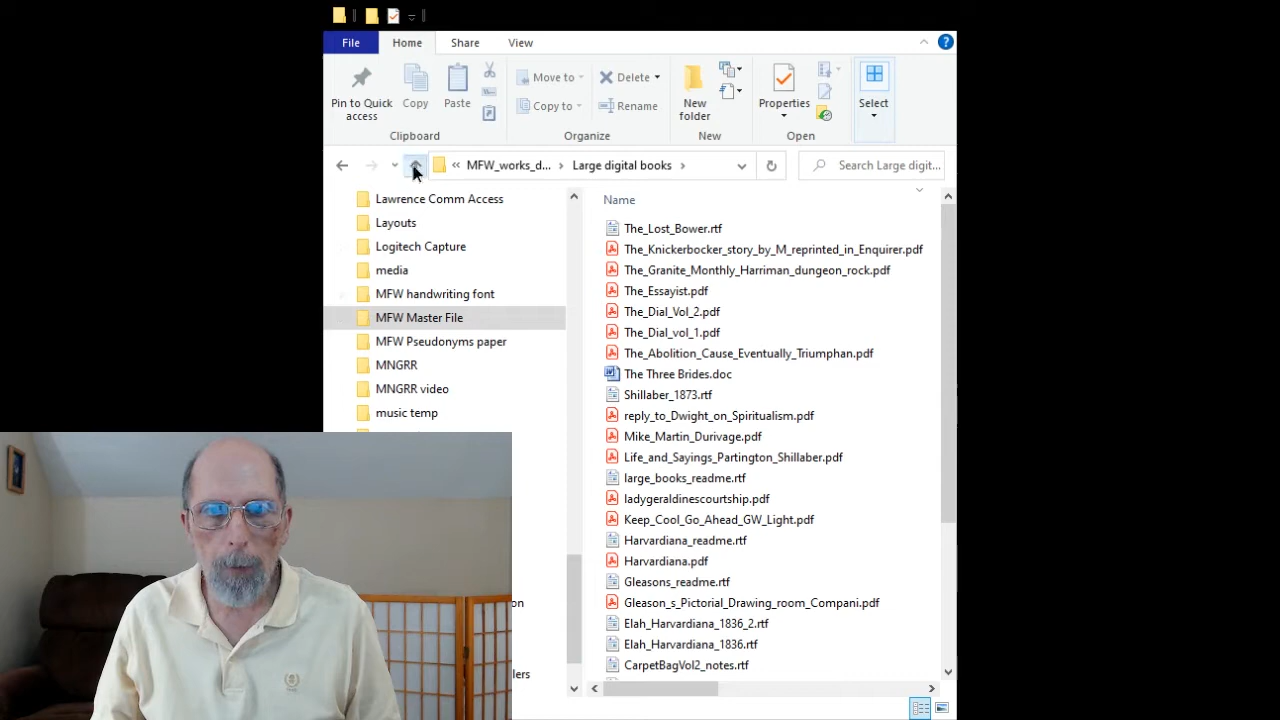 File Home Share View
Pin to Quick access
Copy
Paste
Move to
Copy to
Delete
Rename
New folder
Properties
Select
Clipboard
Organize
New
Open
« MFW_works_d... › Large digital books ›
Search Large digit...
Lawrence Comm Access
Layouts
Logitech Capture
media
MFW handwriting font
MFW Master File
MFW Pseudonyms paper
MNGRR
MNGRR video
music temp
on
lers
Name
The_Lost_Bower.rtf
The_Knickerbocker_story_by_M_reprinted_in_Enquirer.pdf
The_Granite_Monthly_Harriman_dungeon_rock.pdf
The_Essayist.pdf
The_Dial_Vol_2.pdf
The_Dial_vol_1.pdf
The_Abolition_Cause_Eventually_Triumphan.pdf
The Three Brides.doc
Shillaber_1873.rtf
reply_to_Dwight_on_Spiritualism.pdf
Mike_Martin_Durivage.pdf
Life_and_Sayings_Partington_Shillaber.pdf
large_books_readme.rtf
ladygeraldinescourtship.pdf
Keep_Cool_Go_Ahead_GW_Light.pdf
Harvardiana_readme.rtf
Harvardiana.pdf
Gleasons_readme.rtf
Gleason_s_Pictorial_Drawing_room_Compani.pdf
Elah_Harvardiana_1836_2.rtf
Elah_Harvardiana_1836.rtf
CarpetBagVol2_notes.rtf